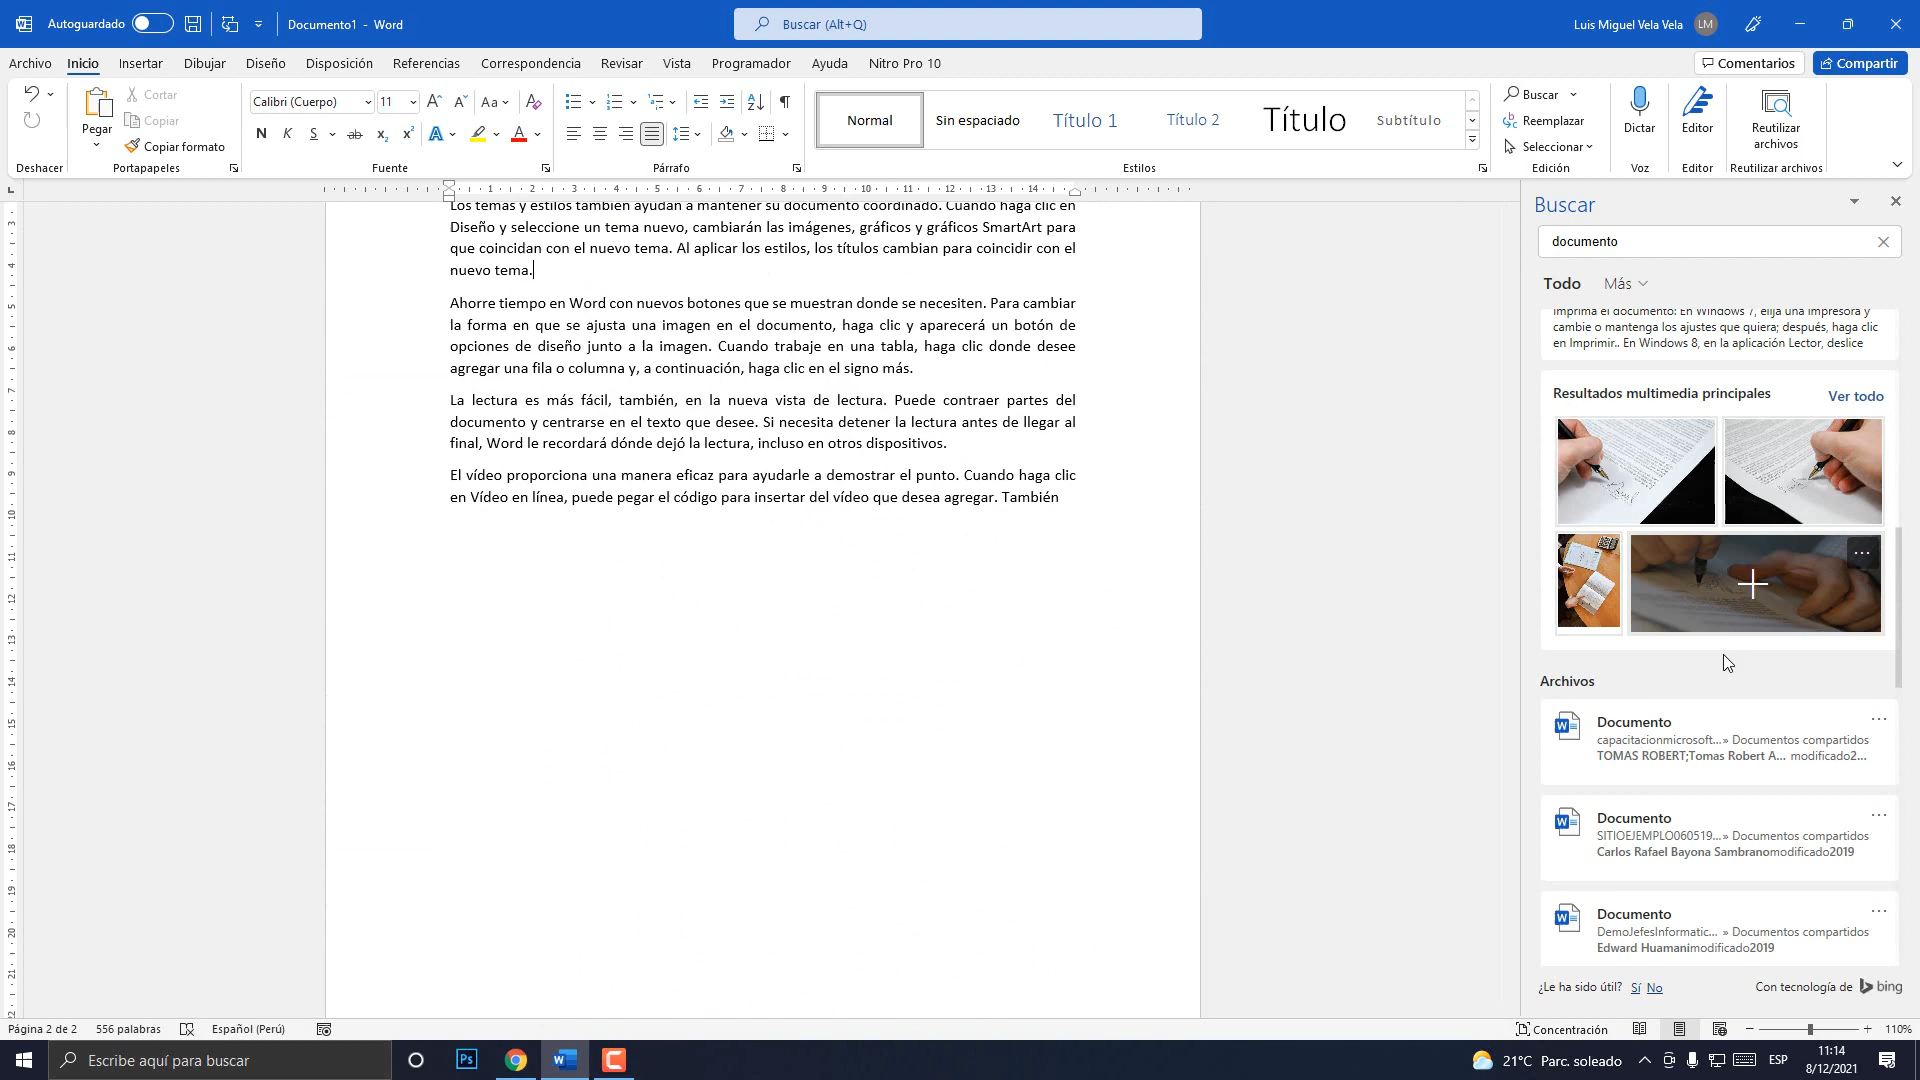 Autoguardado
Documento1 - Word
Buscar (Alt+Q)
Luis Miguel Vela Vela
LM
Archivo
Inicio
Insertar
Dibujar
Diseño
Disposición
Referencias
Correspondencia
Revisar
Vista
Programador
Ayuda
Nitro Pro 10
Comentarios
Compartir
Pegar
Cortar
Copiar
Copiar formato
Calibri (Cuerpo)
11
Normal
Sin espaciado
Título 1
Título 2
Título
Subtítulo
Buscar
Reemplazar
Seleccionar
Dictar
Editor
Reutilizar
archivos
Deshacer
Portapapeles
Fuente
Párrafo
Estilos
Edición
Voz
Editor
Reutilizar archivos
1 2 3 4 5 6 7 8 9 10 11 12 13 14
Los temas y estilos también ayudan a mantener su documento coordinado. Cuando haga clic en
Diseño y seleccione un tema nuevo, cambiarán las imágenes, gráficos y gráficos SmartArt para
que coincidan con el nuevo tema. Al aplicar los estilos, los títulos cambian para coincidir con el
nuevo tema.
Ahorre tiempo en Word con nuevos botones que se muestran donde se necesiten. Para cambiar
la forma en que se ajusta una imagen en el documento, haga clic y aparecerá un botón de
opciones de diseño junto a la imagen. Cuando trabaje en una tabla, haga clic donde desee
agregar una fila o columna y, a continuación, haga clic en el signo más.
La lectura es más fácil, también, en la nueva vista de lectura. Puede contraer partes del
documento y centrarse en el texto que desee. Si necesita detener la lectura antes de llegar al
final, Word le recordará dónde dejó la lectura, incluso en otros dispositivos.
El vídeo proporciona una manera eficaz para ayudarle a demostrar el punto. Cuando haga clic
en Vídeo en línea, puede pegar el código para insertar del vídeo que desea agregar. También
Buscar
documento
Todo
Más
Imprima el documento: En Windows 7, elija una impresora y
cambie o mantenga los ajustes que quiera; después, haga clic
en Imprimir.. En Windows 8, en la aplicación Lector, deslice
Resultados multimedia principales
Ver todo
Archivos
Documento
capacitacionmicrosoft...» Documentos compartidos
TOMAS ROBERT;Tomas Robert A... modificado2...
Documento
SITIOEJEMPLO060519...» Documentos compartidos
Carlos Rafael Bayona Sambranomodificado2019
Documento
DemoJefesInformatic... » Documentos compartidos
Edward Huamanímodificado2019
¿Le ha sido útil? Sí No
Con tecnología de bing
Página 2 de 2
556 palabras
Español (Perú)
Concentración
110%
Escribe aquí para buscar
Ps
21°C Parc. soleado
ESP
11:14
8/12/2021